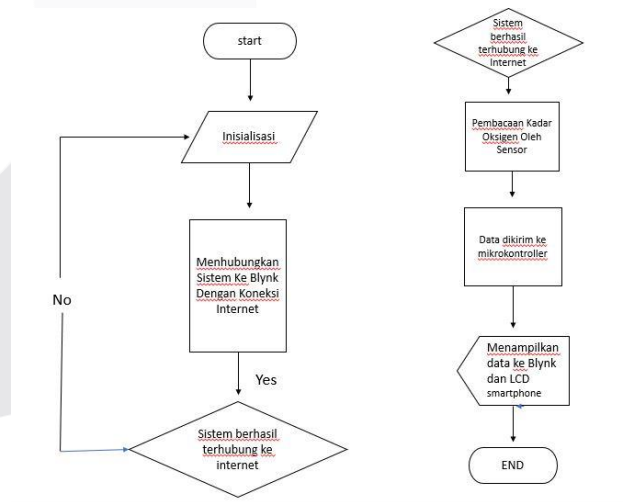 start
Inisialisasi
Menhubungkan
Sistem Ke Blynk
Dengan Koneksi
Internet
No
Yes
Sistem berhasil
terhubung ke
internet
Sistem
berhasil
terhubung ke
Internet
Pembacaan Kadar
Oksigen Oleh
Sensor
Data dikirim ke
mikrokontroller
Menampilkan
data ke Blynk
dan LCD
smartphone
END